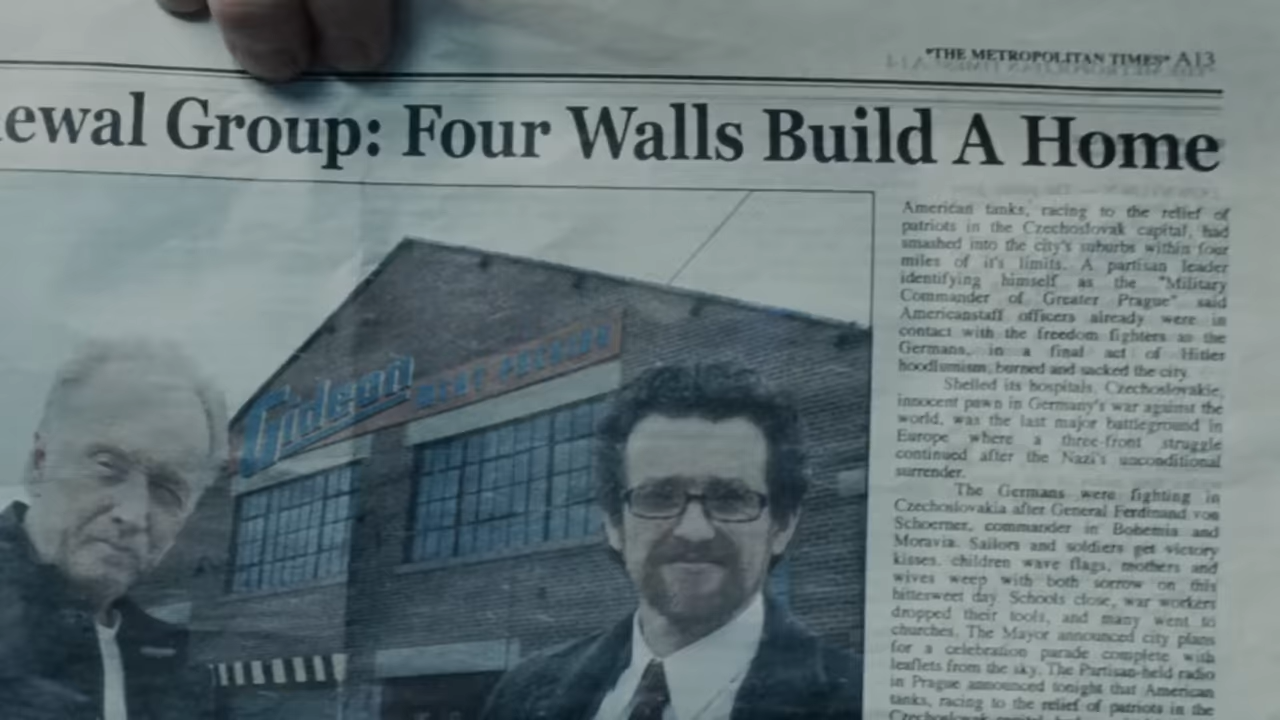 "THE METROPOLITAN TIMES" A13
ewal Group: Four Walls Build A Home
Gideon
MEAT PACKING
American tanks, racing to the relief of
patriots in the Czechoslovak capital, had
smashed into the city's suburbs within four
miles of it's limits. A partisan leader
identifying himself as the "Military
Commander of Greater Prague" said
Americanstaff officers already were in
contact with the freedom fighters as the
Germans, in a final act of Hitler
hoodlumism, burned and sacked the city.
Shelled its hospitals, Czechoslovakie,
innocent pawn in Germany's war against the
world, was the last major battleground in
Europe where a three-front struggle
continued after the Nazi's unconditional
surrender.
The Germans were fighting in
Czechoslovakia after General Ferdinand von
Schoerner, commander in Bohemia and
Moravia. Sailors and soldiers get victory
kisses, children wave flags, mothers and
wives weep with both sorrow on this
bittersweet day. Schools close, war workers
dropped their tools, and many went to
churches. The Mayor announced city plans
for a celebration parade complete with
leaflets from the sky. The Partisan-held radio
in Prague announced tonight that American
tanks, racing to the relief of patriots in the